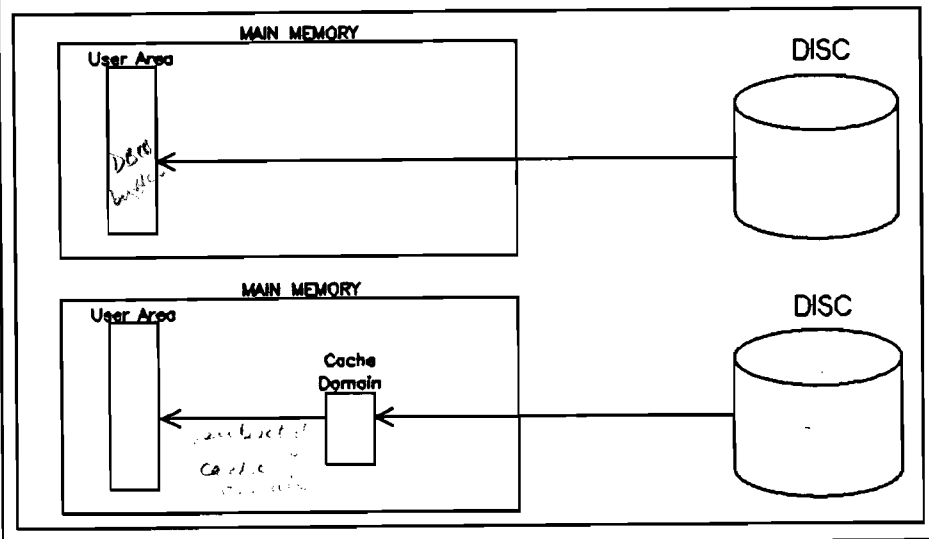 MAIN MEMORY
User Area
DISC
MAIN MEMORY
User Area
DISC
Cache
Domain